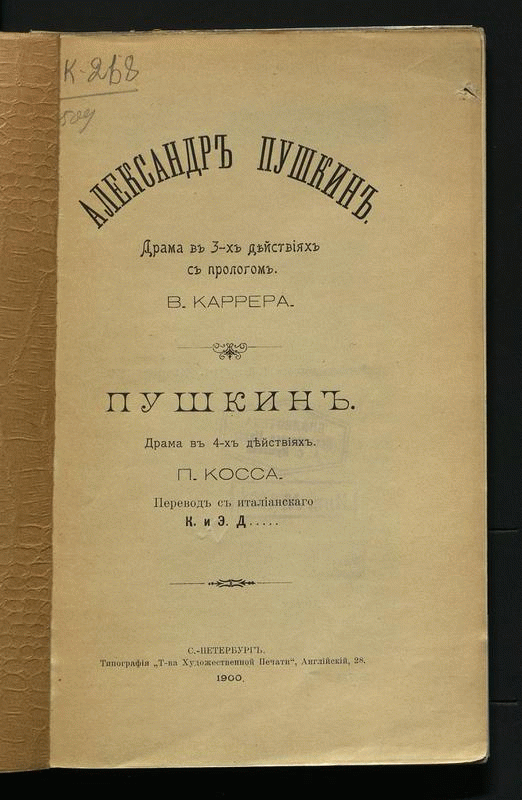 К-268
509
АЛЕКСАНДРЪ ПУШКИНЪ.
Драма въ 3-хъ дѣйствіяхъ
съ прологомъ.
В. КАРРЕРА.
ПУШКИНЪ.
Драма въ 4-хъ дѣйствіяхъ.
П. КОССА.
Переводъ съ италіанскаго
К. и Э. Д.....
С.-ПЕТЕРБУРГЪ.
Типографія „Т-ва Художественной Печати“, Англійскій, 28.
1900.